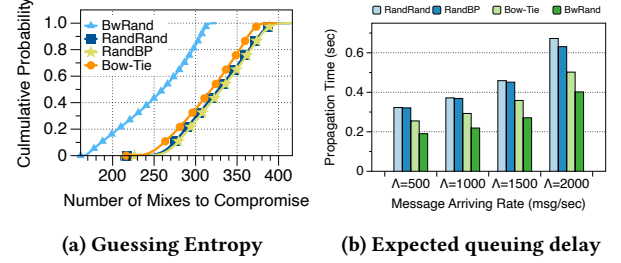 Culmulative Probability
1.0
0.8
0.6
0.4
0.2
0
BwRand
RandRand
RandBP
Bow-Tie
200 250 300 350 400
Number of Mixes to Compromise
(a) Guessing Entropy
RandRand RandBP Bow-Tie BwRand
Propagation Time (sec)
0.6
0.4
0.2
0
Λ=500 Λ=1000 Λ=1500 Λ=2000
Message Arriving Rate (msg/sec)
(b) Expected queuing delay